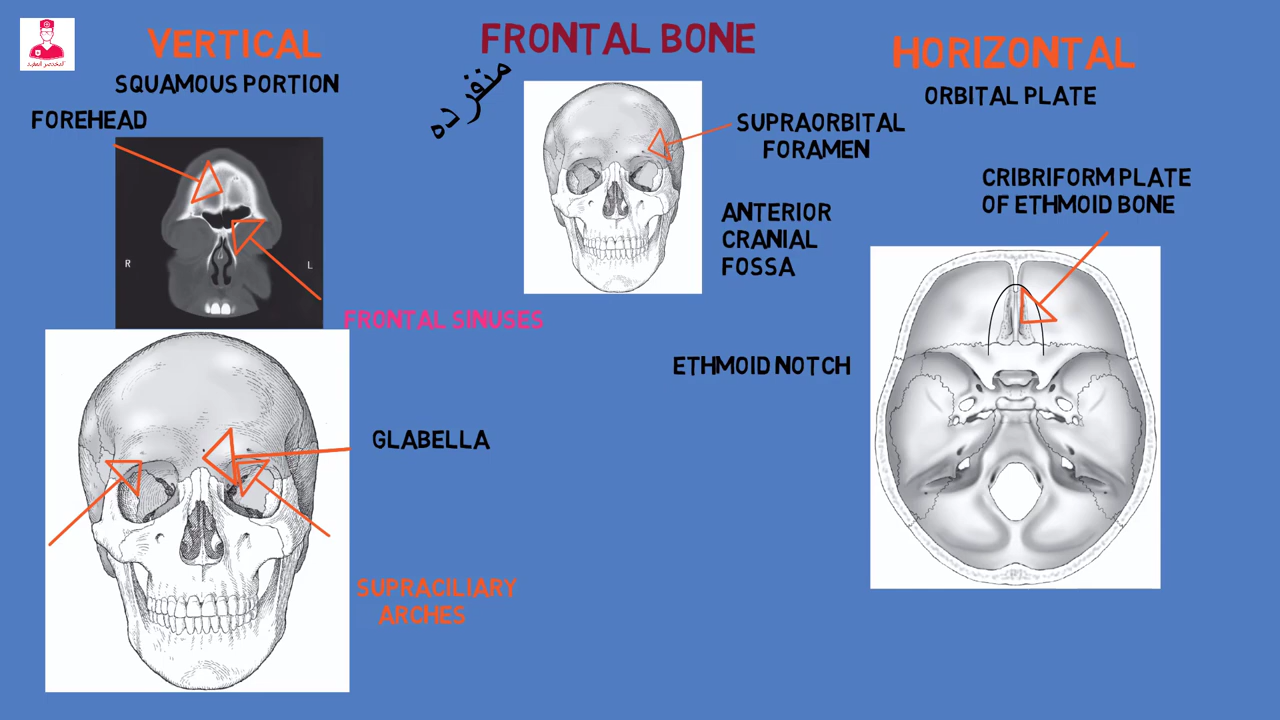 VERTICAL
SQUAMOUS PORTION
FOREHEAD
R
L
FRONTAL SINUSES
GLABELLA
SUPRACILIARY
ARCHES
FRONTAL BONE
منفرده
SUPRAORBITAL
FORAMEN
ANTERIOR
CRANIAL
FOSSA
ETHMOID NOTCH
HORIZONTAL
ORBITAL PLATE
CRIBRIFORM PLATE
OF ETHMOID BONE